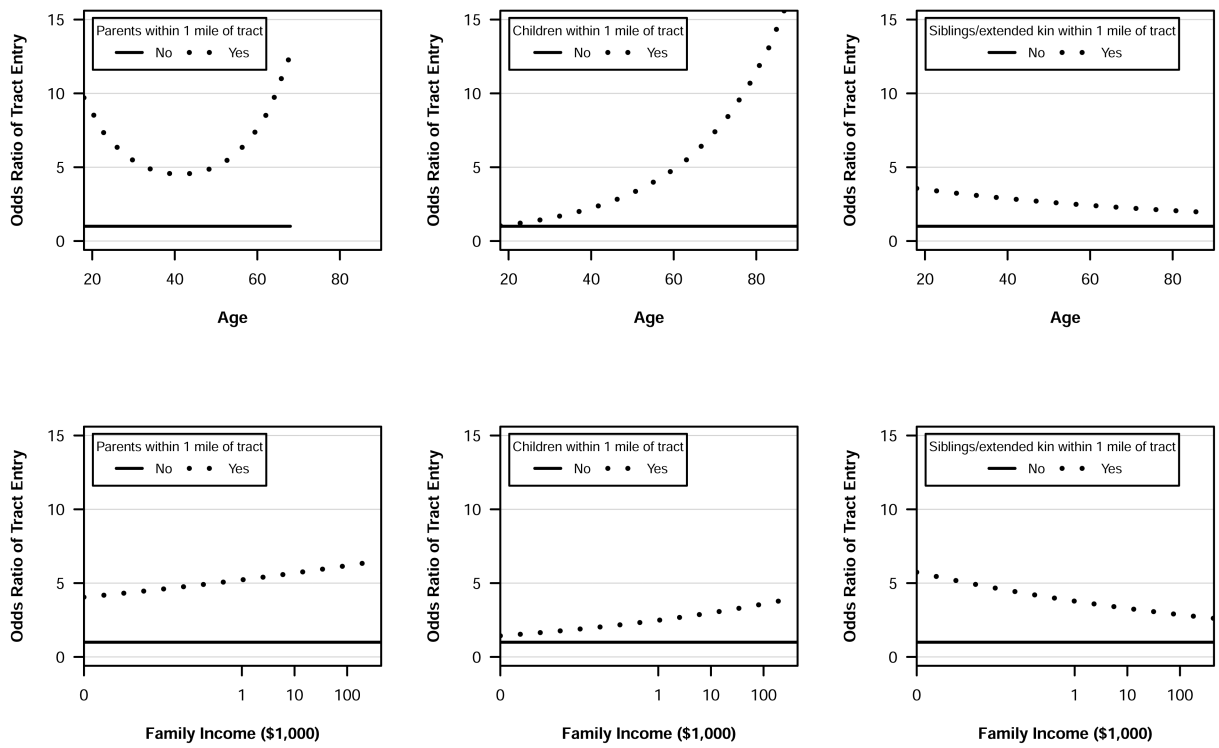 Parents within 1 mile of tract
No Yes
15
10
5
0
20 40 60 80
Odds Ratio of Tract Entry
Age
Children within 1 mile of tract
No Yes
15
10
5
0
20 40 60 80
Odds Ratio of Tract Entry
Age
Siblings/extended kin within 1 mile of tract
No Yes
15
10
5
0
20 40 60 80
Odds Ratio of Tract Entry
Age
Parents within 1 mile of tract
No Yes
15
10
5
0
0 1 10 100
Odds Ratio of Tract Entry
Family Income ($1,000)
Children within 1 mile of tract
No Yes
15
10
5
0
0 1 10 100
Odds Ratio of Tract Entry
Family Income ($1,000)
Siblings/extended kin within 1 mile of tract
No Yes
15
10
5
0
0 1 10 100
Odds Ratio of Tract Entry
Family Income ($1,000)